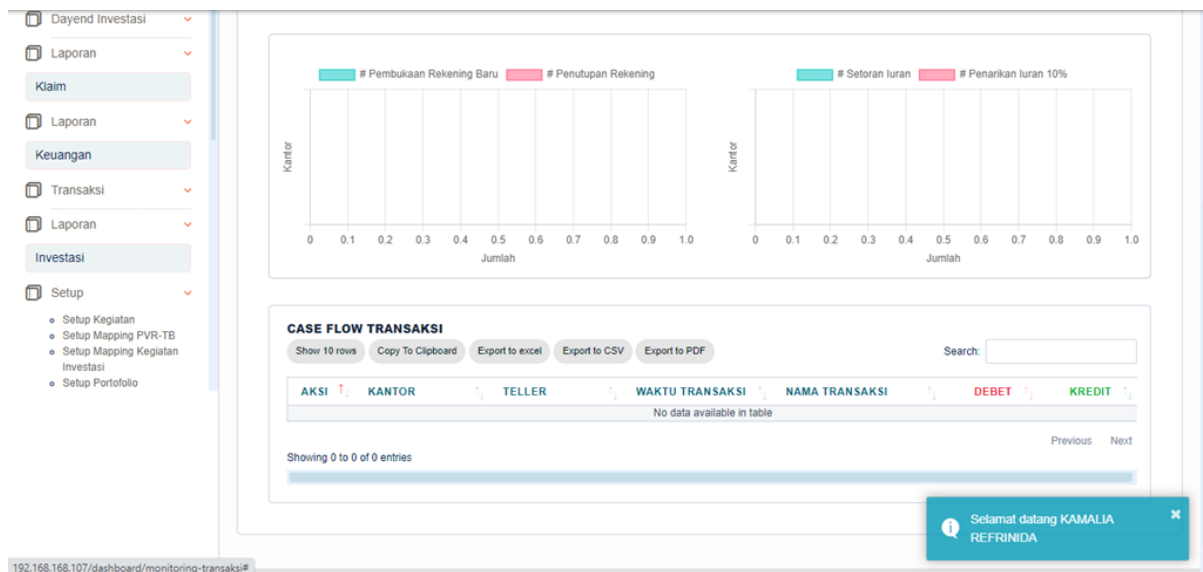 Dayend Investasi
Laporan
Klaim
Laporan
Keuangan
Transaksi
Laporan
Investasi
Setup
Setup Kegiatan
Setup Mapping PVR-TB
Setup Mapping Kegiatan
Investasi
Setup Portofolio
# Pembukaan Rekening Baru # Penutupan Rekening
Kantor
0 0.1 0.2 0.3 0.4 0.5 0.6 0.7 0.8 0.9 1.0
Jumlah
# Setoran Iuran # Penarikan Iuran 10%
Kantor
0 0.1 0.2 0.3 0.4 0.5 0.6 0.7 0.8 0.9 1.0
Jumlah
CASE FLOW TRANSAKSI
Show 10 rows Copy To Clipboard Export to excel Export to CSV Export to PDF Search:
AKSI KANTOR TELLER WAKTU TRANSAKSI NAMA TRANSAKSI DEBET KREDIT
No data available in table
Previous Next
Showing 0 to 0 of 0 entries
Selamat datang KAMALIA
REFRINIDA
192.168.168.107/dashboard/monitoring-transaksi#